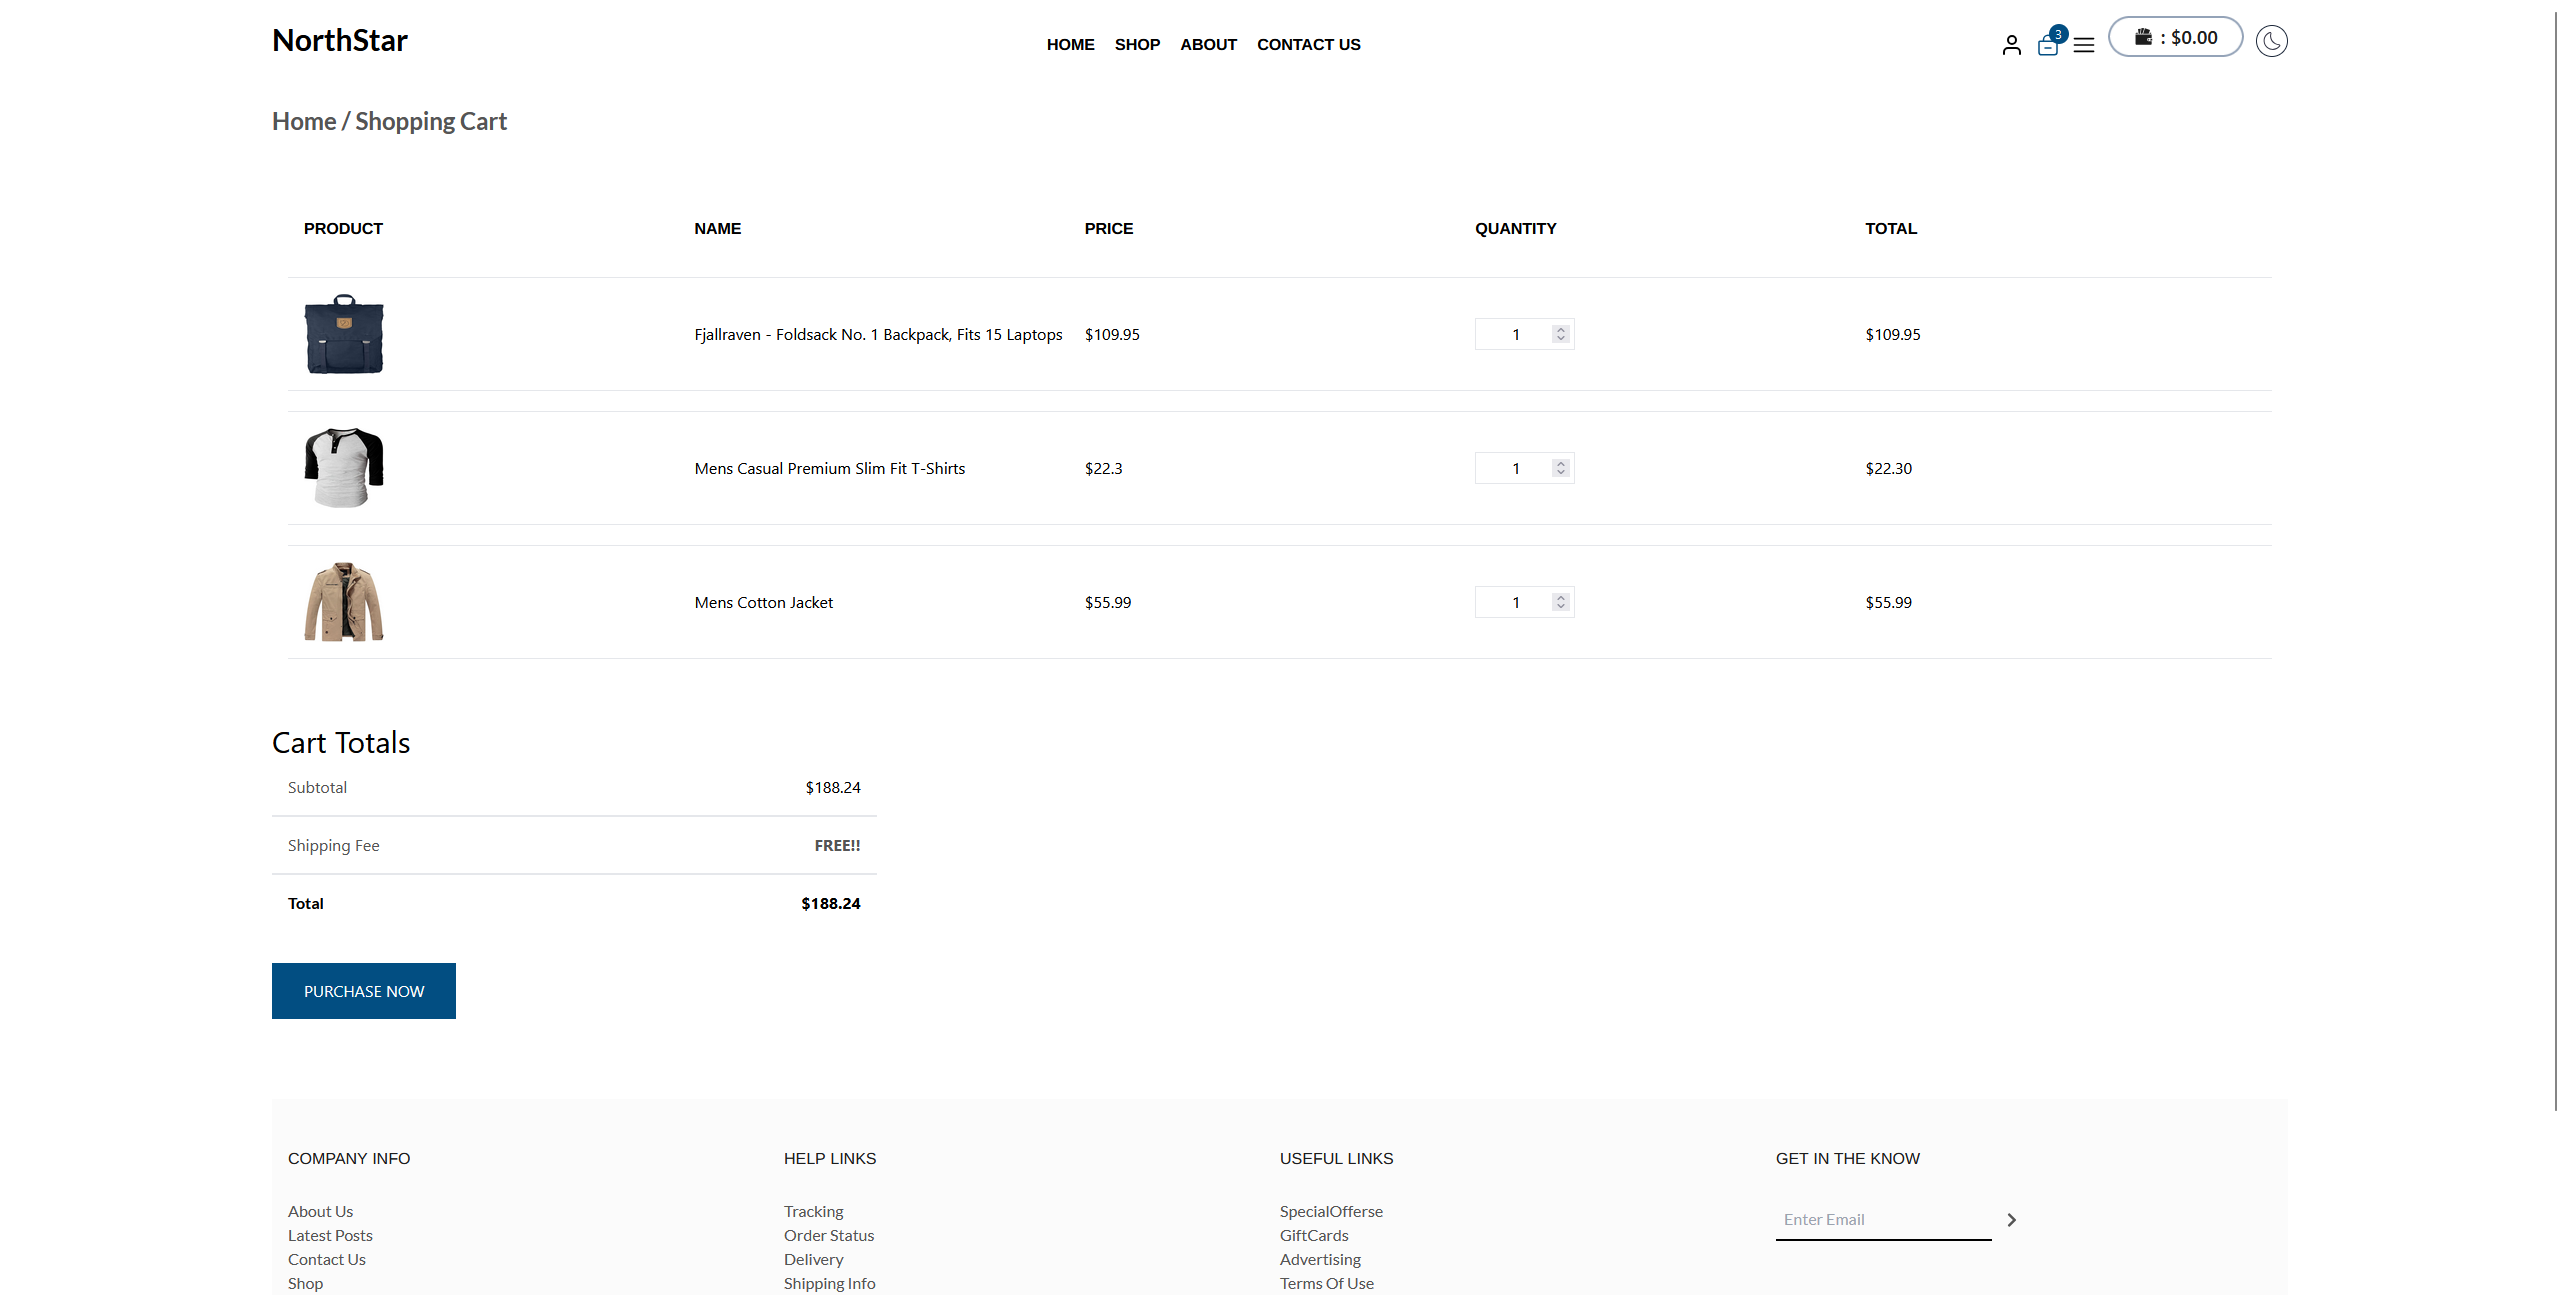 NorthStar
HOME SHOP ABOUT CONTACT US
3
: $0.00
Home / Shopping Cart
PRODUCT NAME PRICE QUANTITY TOTAL
Fjallraven - Foldsack No. 1 Backpack, Fits 15 Laptops $109.95 1 $109.95
Mens Casual Premium Slim Fit T-Shirts $22.3 1 $22.30
Mens Cotton Jacket $55.99 1 $55.99
Cart Totals
Subtotal $188.24
Shipping Fee FREE!!
Total $188.24
PURCHASE NOW
COMPANY INFO HELP LINKS USEFUL LINKS GET IN THE KNOW
About Us Tracking SpecialOfferse Enter Email
Latest Posts Order Status GiftCards
Contact Us Delivery Advertising
Shop Shipping Info Terms Of Use